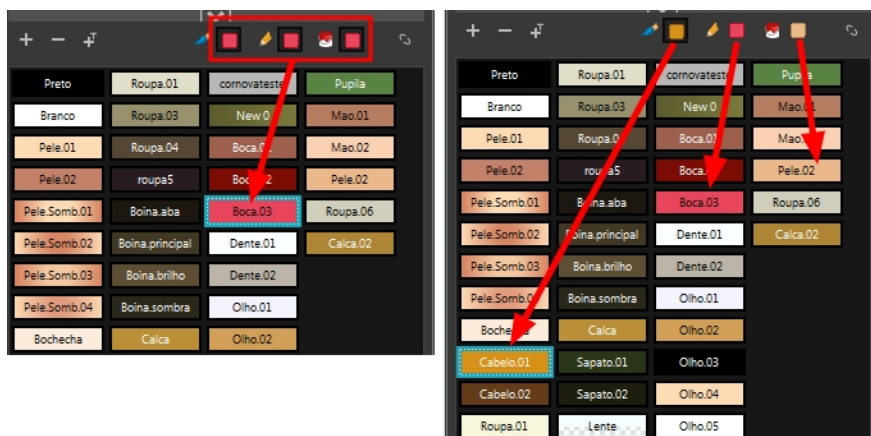 Preto Roupa.01 cornovateste Pupila
Branco Roupa.03 New 0 Mao.01
Pele.01 Roupa.04 Boca.01 Mao.02
Pele.02 roupa5 Boca.02 Pele.02
Pele.Somb.01 Boina.aba Boca.03 Roupa.06
Pele.Somb.02 Boina.principal Dente.01 Calca.02
Pele.Somb.03 Boina.brilho Dente.02
Pele.Somb.04 Boina.sombra Olho.01
Bochecha Calca Olho.02
Preto Roupa.01 cornovateste Pupila
Branco Roupa.03 New 0 Mao.01
Pele.01 Roupa.04 Boca.01 Mao.02
Pele.02 roupa5 Boca.02 Pele.02
Pele.Somb.01 Boina.aba Boca.03 Roupa.06
Pele.Somb.02 Boina.principal Dente.01 Calca.02
Pele.Somb.03 Boina.brilho Dente.02
Pele.Somb.04 Boina.sombra Olho.01
Bochecha Calca Olho.02
Cabelo.01 Sapato.01 Olho.03
Cabelo.02 Sapato.02 Olho.04
Roupa.01 Lente Olho.05